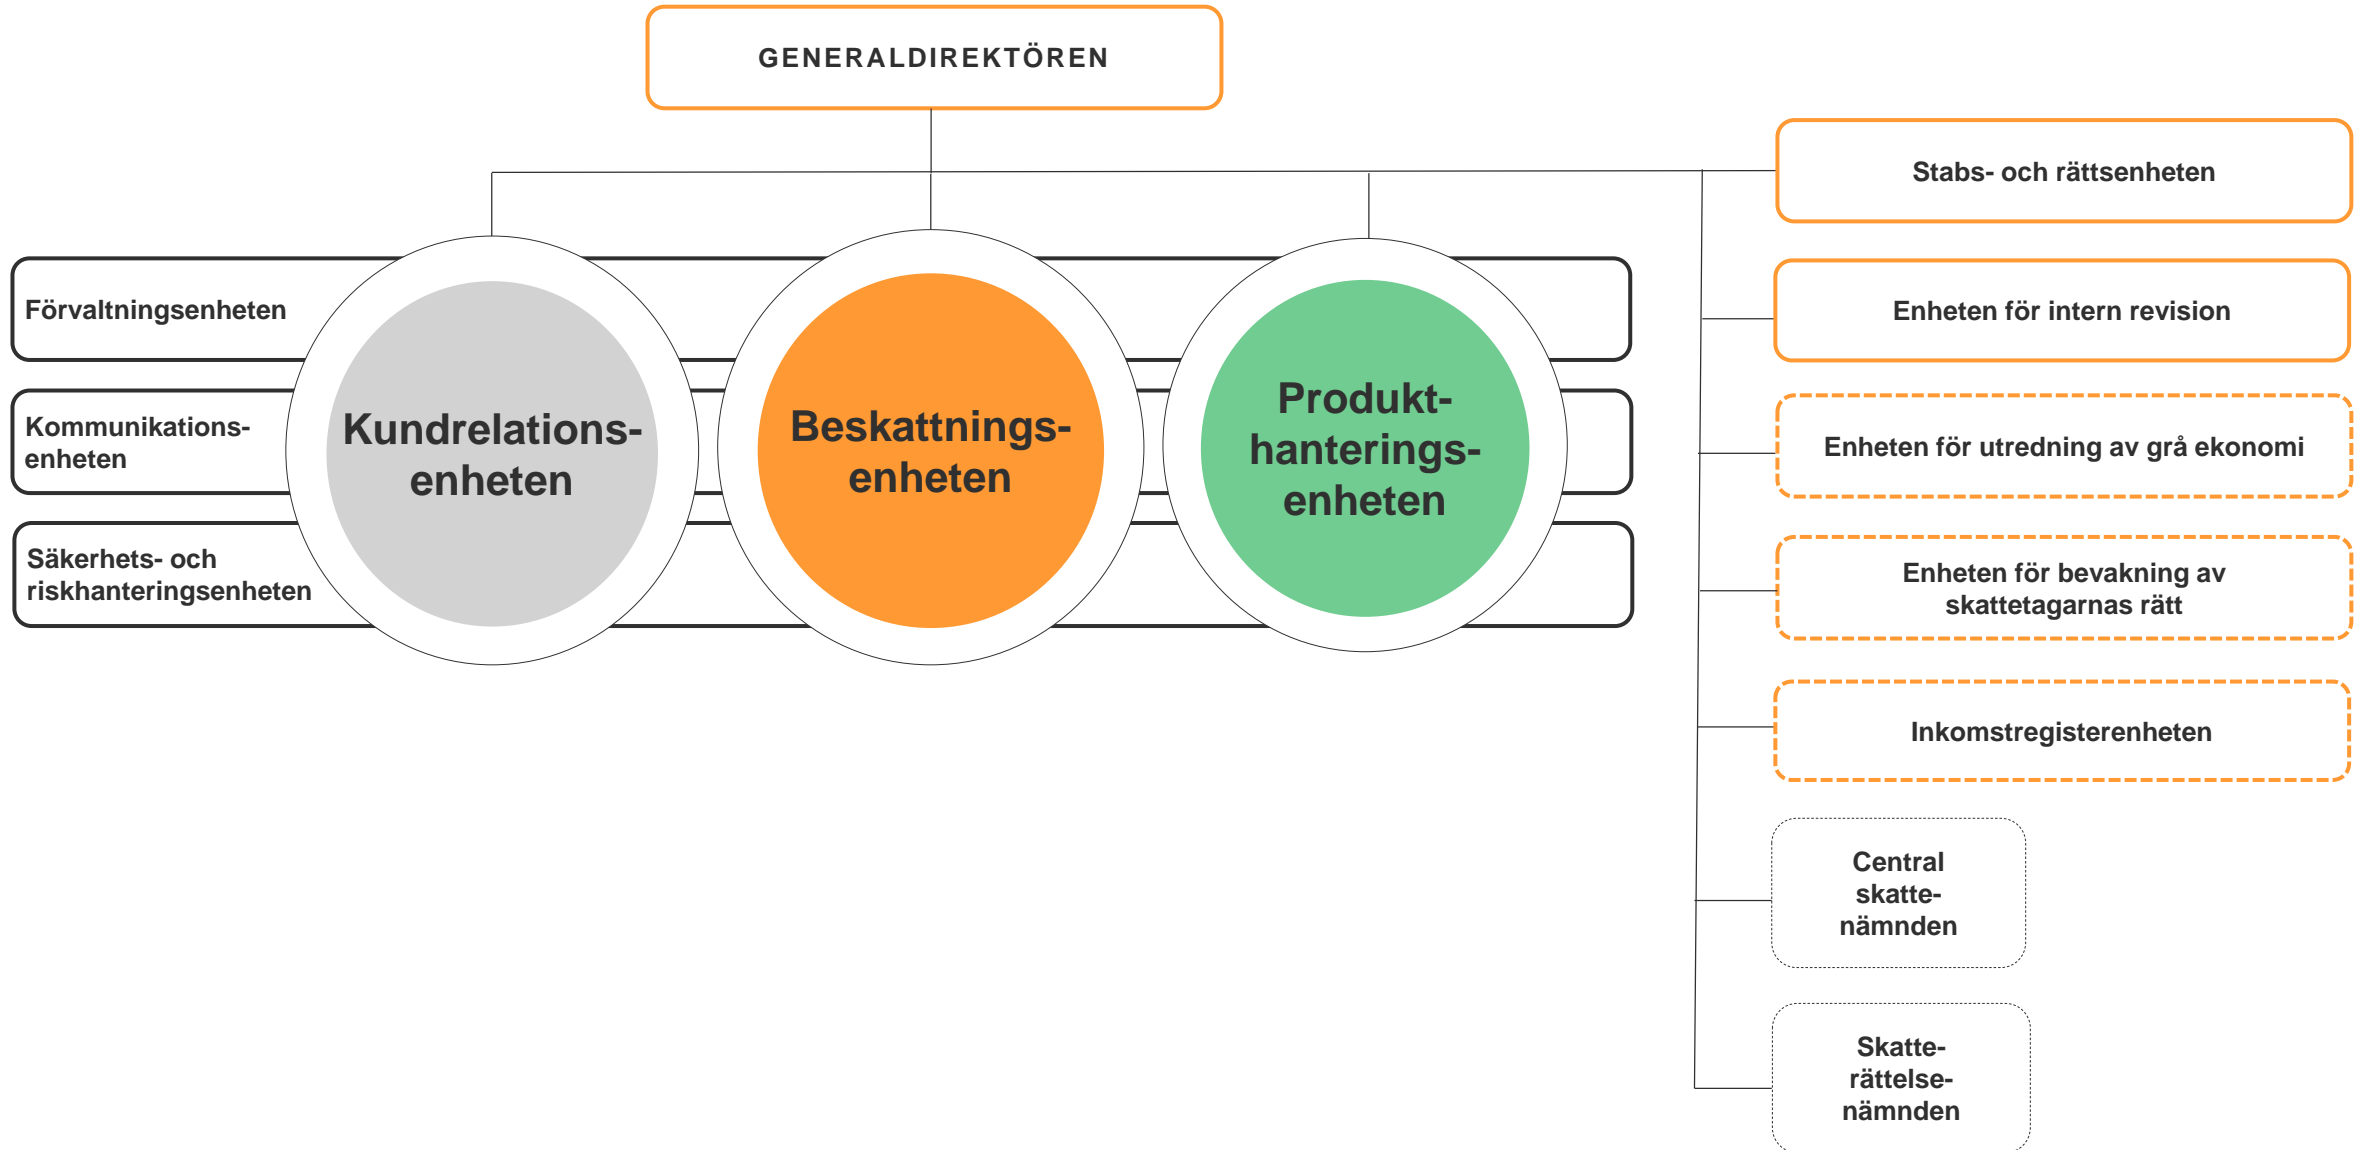 GENERALDIREKTÖREN
Förvaltningsenheten
Kommunikations-
enheten
Säkerhets- och
riskhanteringsenheten
Kundrelations-
enheten
Beskattnings-
enheten
Produkt-
hanterings-
enheten
Stabs- och rättsenheten
Enheten för intern revision
Enheten för utredning av grå ekonomi
Enheten för bevakning av
skattetagarnas rätt
Inkomstregisterenheten
Central
skatte-
nämnden
Skatte-
rättelse-
nämnden